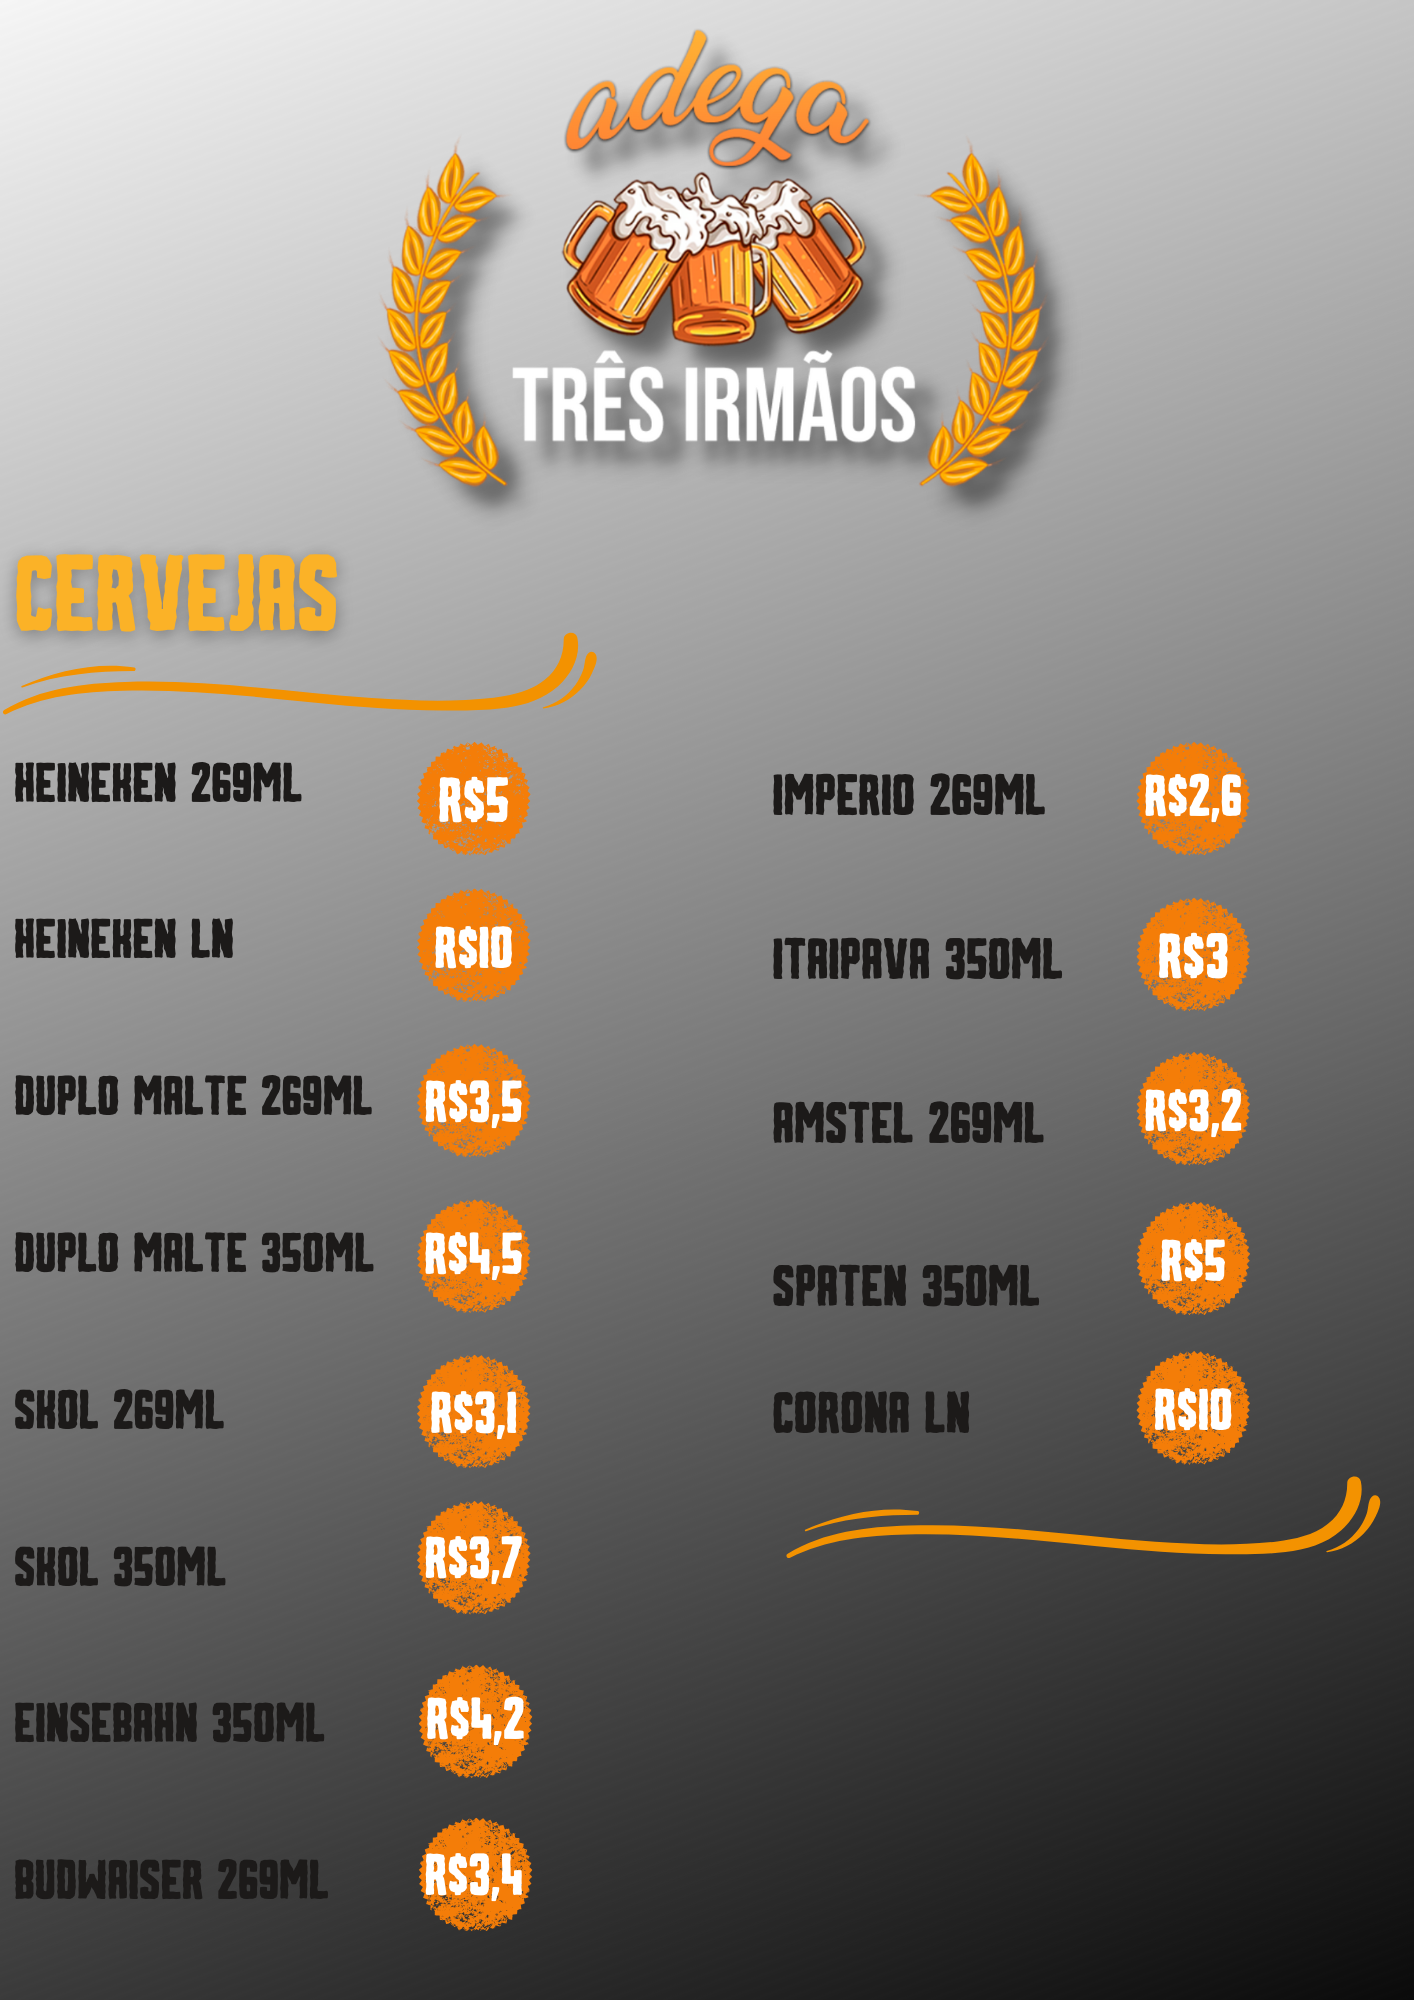 adega
TRÊS IRMÃOS
CERVEJAS
HEINEKEN 269ML R$5
HEINEKEN LN R$10
DUPLO MALTE 269ML R$3,5
DUPLO MALTE 350ML R$4,5
SKOL 269ML R$3,1
SKOL 350ML R$3,7
EINSEBAHN 350ML R$4,2
BUDWAISER 269ML R$3,4
IMPERIO 269ML R$2,6
ITAIPAVA 350ML R$3
AMSTEL 269ML R$3,2
SPATEN 350ML R$5
CORONA LN R$10